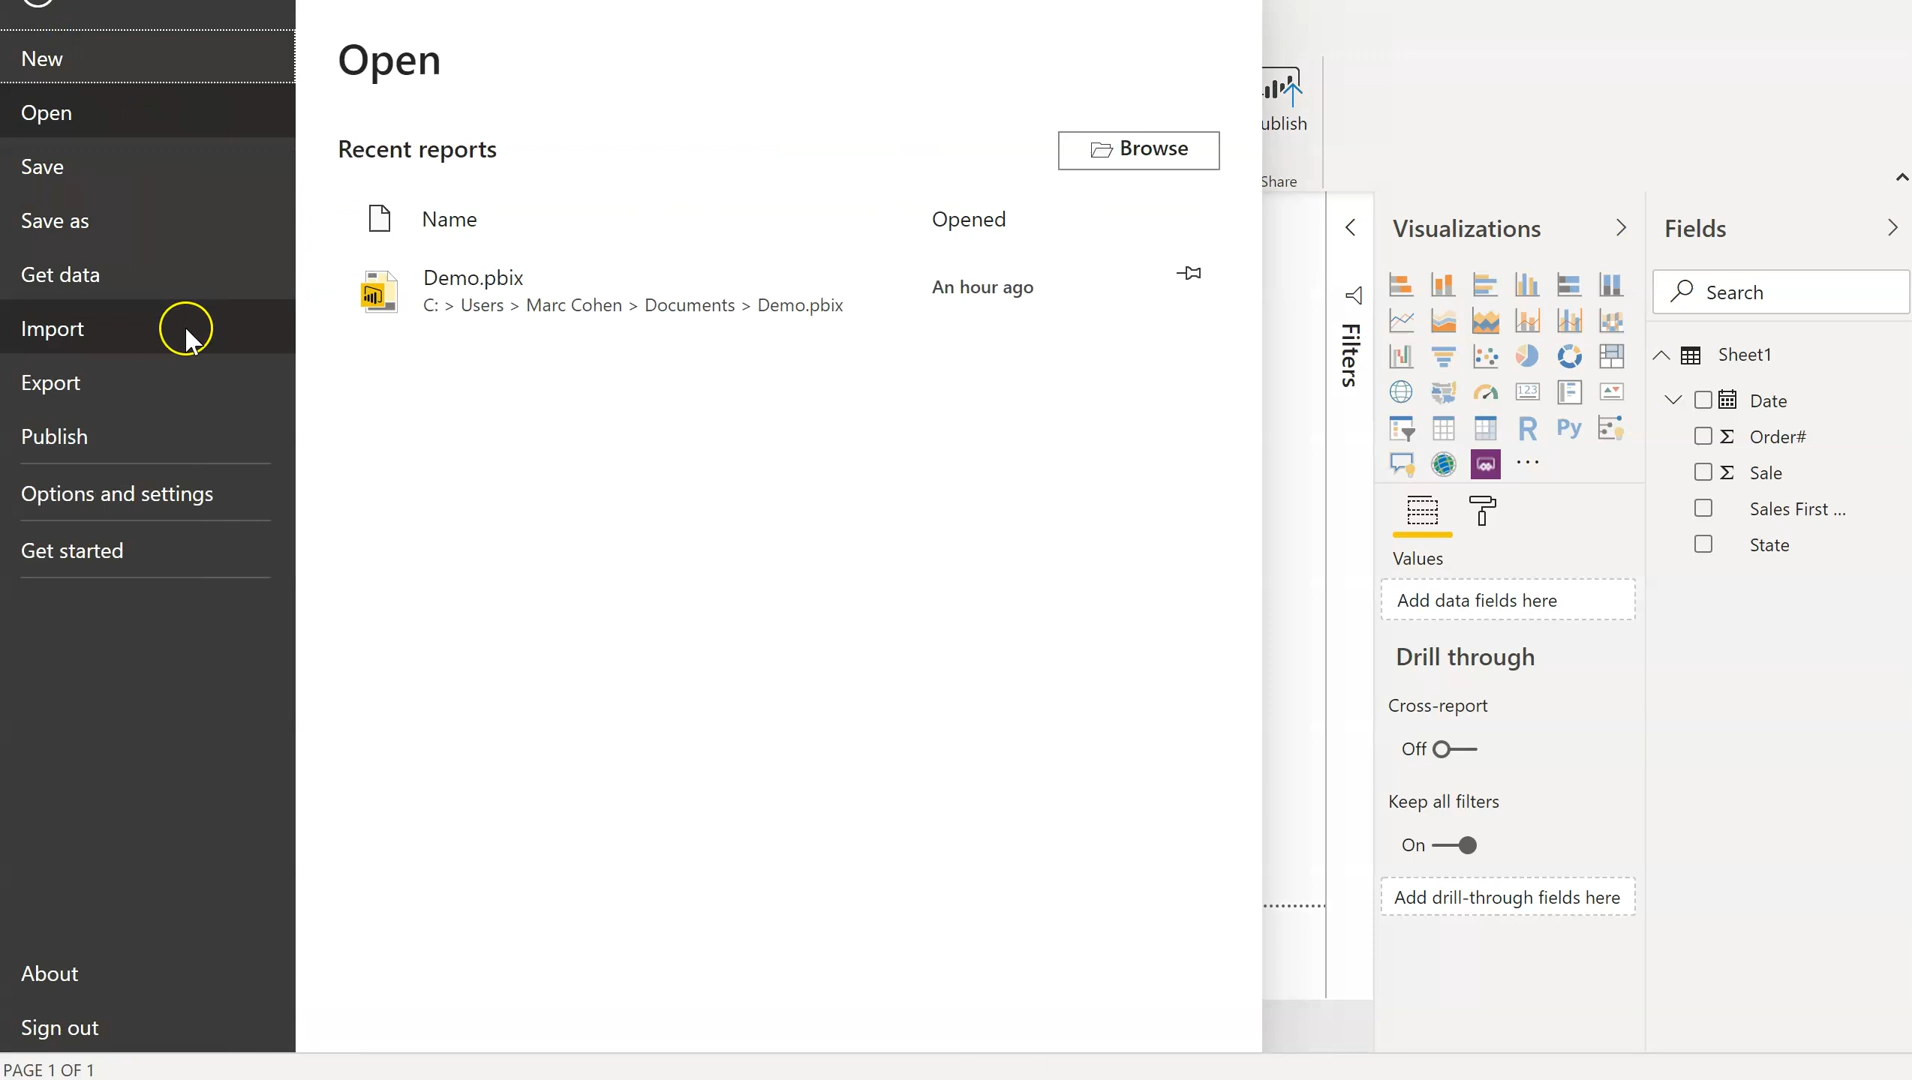 New
Open
Save
Save as
Get data
Import
Export
Publish
Options and settings
Get started
About
Sign out
Open
Recent reports
Browse
Name Opened
Demo.pbix
C: > Users > Marc Cohen > Documents > Demo.pbix
An hour ago
ublish
Share
Filters
Visualizations
123
R
Py
...
Values
Add data fields here
Drill through
Cross-report
Off
Keep all filters
On
Add drill-through fields here
Fields
Search
Sheet1
Date
Σ Order#
Σ Sale
Sales First ...
State
PAGE 1 OF 1